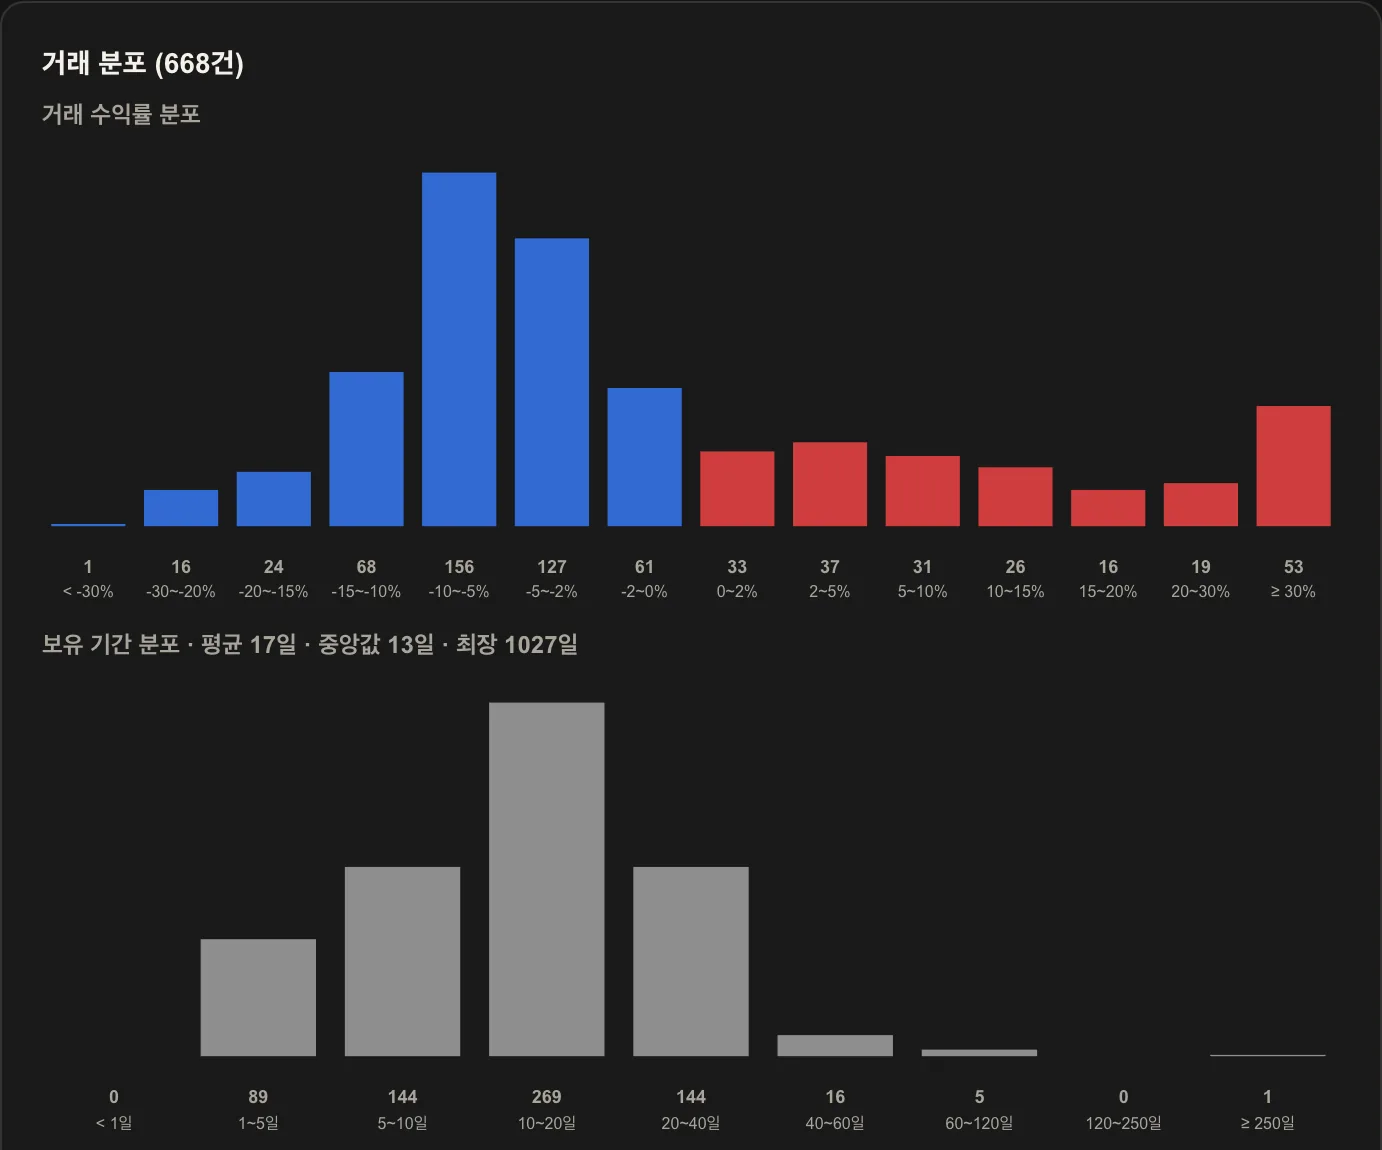 거래 분포 (668건)
거래 수익률 분포
1 16 24 68 156 127 61 33 37 31 26 16 19 53
< -30% -30~-20% -20~-15% -15~-10% -10~-5% -5~-2% -2~0% 0~2% 2~5% 5~10% 10~15% 15~20% 20~30% ≥ 30%
보유 기간 분포 · 평균 17일 · 중앙값 13일 · 최장 1027일
0 89 144 269 144 16 5 0 1
< 1일 1~5일 5~10일 10~20일 20~40일 40~60일 60~120일 120~250일 ≥ 250일